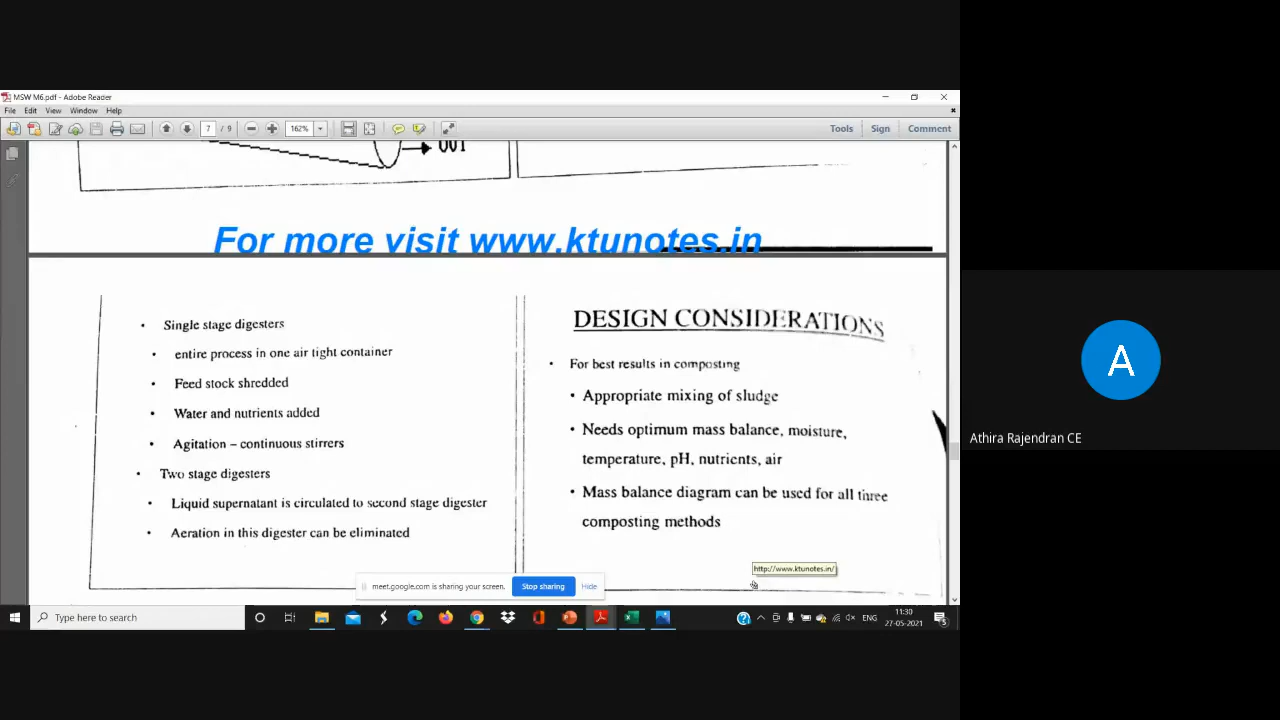 MSW M6.pdf - Adobe Reader
File Edit View Window Help
7 / 9 162% Tools Sign Comment
OUT
For more visit www.ktunotes.in
• Single stage digesters
• entire process in one air tight container
• Feed stock shredded
• Water and nutrients added
• Agitation – continuous stirrers
• Two stage digesters
• Liquid supernatant is circulated to second stage digester
• Aeration in this digester can be eliminated
DESIGN CONSIDERATIONS
• For best results in composting
• Appropriate mixing of sludge
• Needs optimum mass balance, moisture,
temperature, pH, nutrients, air
• Mass balance diagram can be used for all three
composting methods
http://www.ktunotes.in/
meet.google.com is sharing your screen. Stop sharing Hide
Type here to search
ENG
11:30
27-05-2021
5
A
Athira Rajendran CE